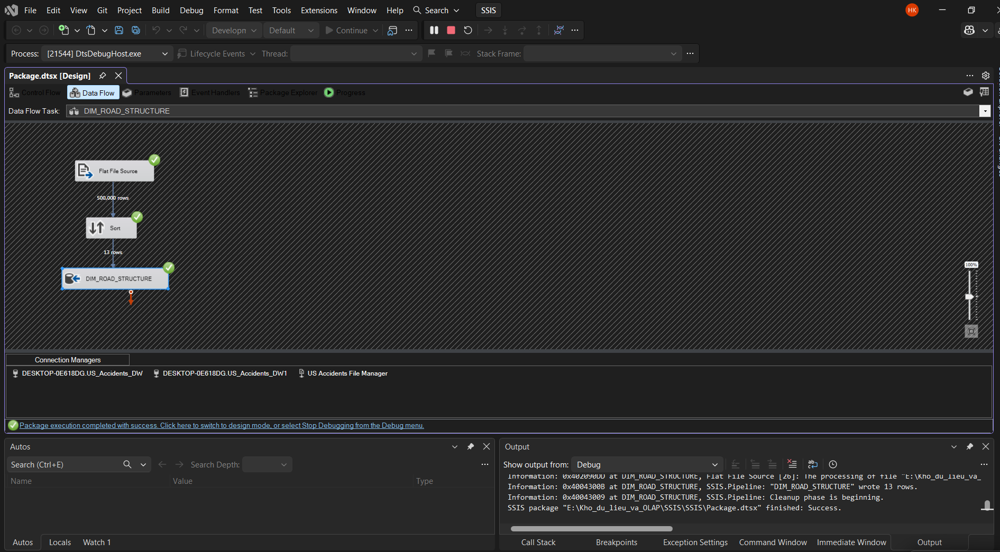 File Edit View Git Project Build Debug Format Test Tools Extensions Window Help Search SSIS HK
Developn Default Continue
Process: [21544] DtsDebugHost.exe Lifecycle Events Thread: Stack Frame:
Package.dtsx [Design]
Control Flow Data Flow Parameters Event Handlers Package Explorer Progress
Data Flow Task: DIM_ROAD_STRUCTURE
Flat File Source
500,000 rows
Sort
13 rows
DIM_ROAD_STRUCTURE
100%
Connection Managers
DESKTOP-0E618DG.US_Accidents_DW DESKTOP-0E618DG.US_Accidents_DW1 US Accidents File Manager
Package execution completed with success. Click here to switch to design mode, or select Stop Debugging from the Debug menu.
Autos
Search (Ctrl+E) Search Depth:
Name Value Type
Autos Locals Watch 1
Output
Show output from: Debug
Information: 0x402090DD at DIM_ROAD_STRUCTURE, Flat File Source [26]: The processing of file "E:\Kho_du_lieu_va_
Information: 0x4004300B at DIM_ROAD_STRUCTURE, SSIS.Pipeline: "DIM_ROAD_STRUCTURE" wrote 13 rows.
Information: 0x40043009 at DIM_ROAD_STRUCTURE, SSIS.Pipeline: Cleanup phase is beginning.
SSIS package "E:\Kho_du_lieu_va_OLAP\SSIS\SSIS\Package.dtsx" finished: Success.
Call Stack Breakpoints Exception Settings Command Window Immediate Window Output